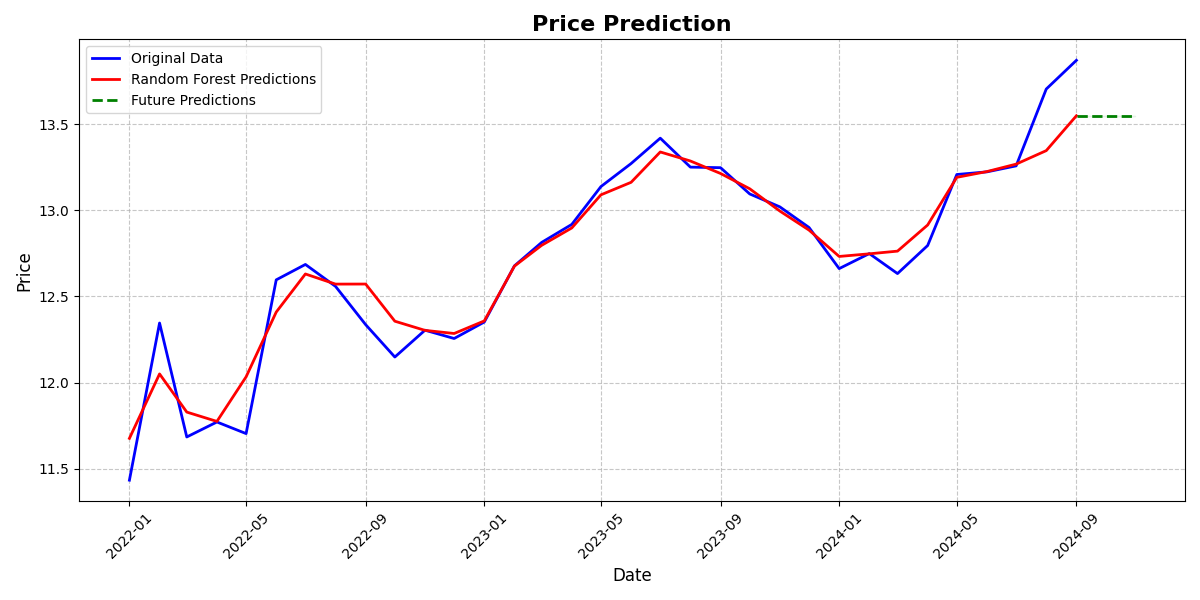 Price Prediction
Original Data
Random Forest Predictions
Future Predictions
Price
13.5
13.0
12.5
12.0
11.5
2022-01
2022-05
2022-09
2023-01
2023-05
2023-09
2024-01
2024-05
2024-09
Date